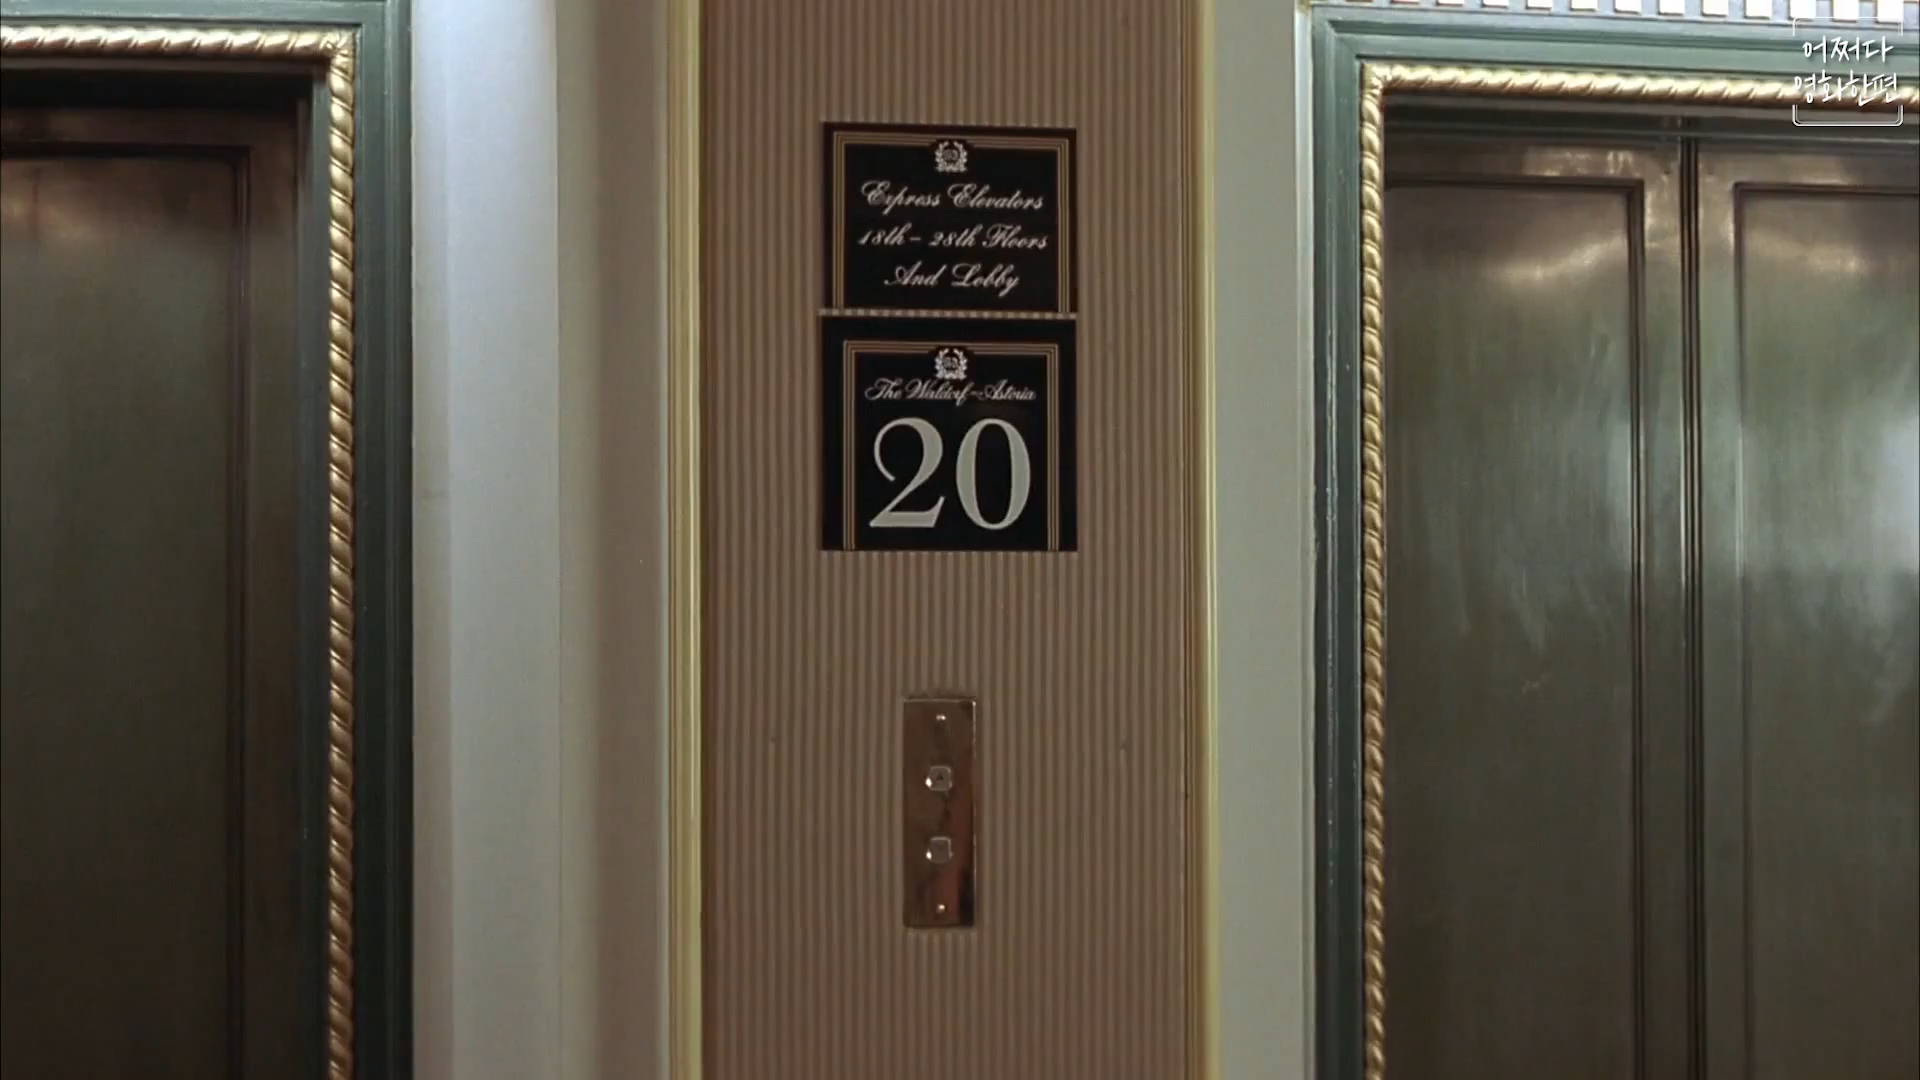 어쩌다
영화한편
Express Elevators
18th - 28th Floors
And Lobby
The Waldorf-Astoria
20